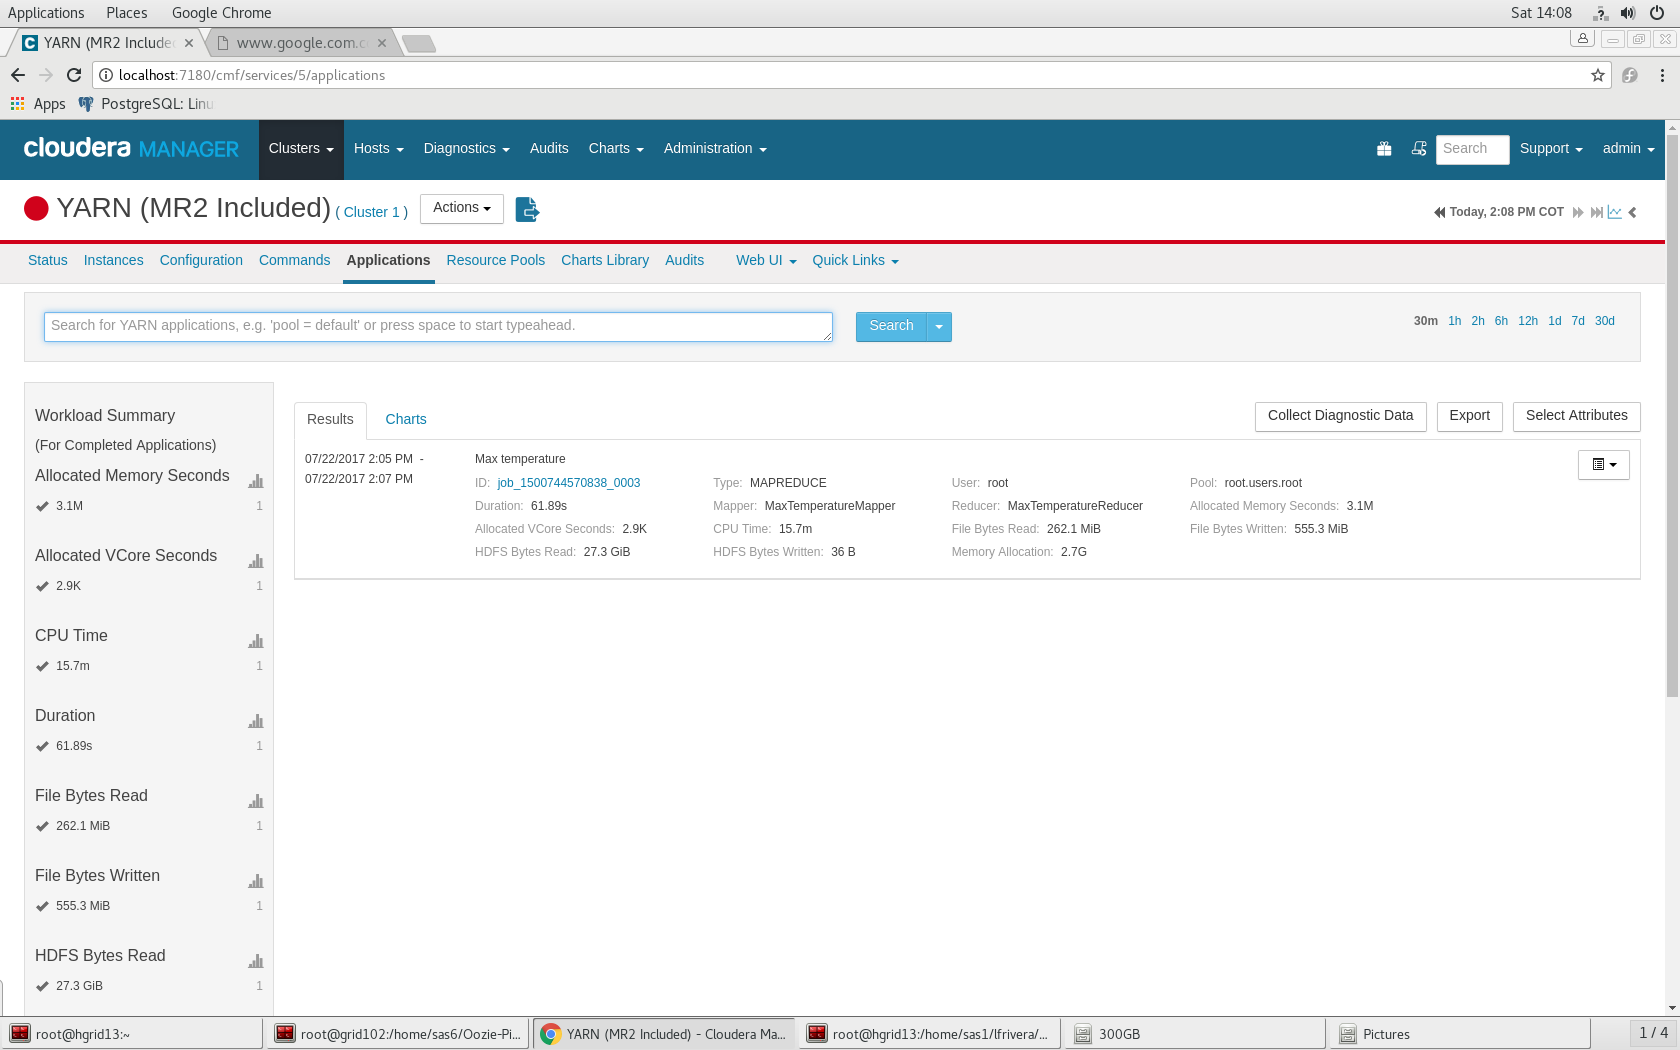 Applications Places Google Chrome Sat 14:08
YARN (MR2 Include www.google.com.c
localhost:7180/cmf/services/5/applications
Apps PostgreSQL: Linu
cloudera MANAGER Clusters Hosts Diagnostics Audits Charts Administration Search Support admin
YARN (MR2 Included) ( Cluster 1 ) Actions Today, 2:08 PM COT
Status Instances Configuration Commands Applications Resource Pools Charts Library Audits Web UI Quick Links
Search for YARN applications, e.g. 'pool = default' or press space to start typeahead. Search 30m 1h 2h 6h 12h 1d 7d 30d
Workload Summary
(For Completed Applications)
Allocated Memory Seconds
3.1M 1
Allocated VCore Seconds
2.9K 1
CPU Time
15.7m 1
Duration
61.89s 1
File Bytes Read
262.1 MiB 1
File Bytes Written
555.3 MiB 1
HDFS Bytes Read
27.3 GiB 1
Results Charts Collect Diagnostic Data Export Select Attributes
07/22/2017 2:05 PM - Max temperature
07/22/2017 2:07 PM
ID: job_1500744570838_0003 Type: MAPREDUCE User: root Pool: root.users.root
Duration: 61.89s Mapper: MaxTemperatureMapper Reducer: MaxTemperatureReducer Allocated Memory Seconds: 3.1M
Allocated VCore Seconds: 2.9K CPU Time: 15.7m File Bytes Read: 262.1 MiB File Bytes Written: 555.3 MiB
HDFS Bytes Read: 27.3 GiB HDFS Bytes Written: 36 B Memory Allocation: 2.7G
root@hgrid13:~ root@grid102:/home/sas6/Oozie-Pi... YARN (MR2 Included) - Cloudera Ma... root@hgrid13:/home/sas1/lfrivera/... 300GB Pictures 1 / 4